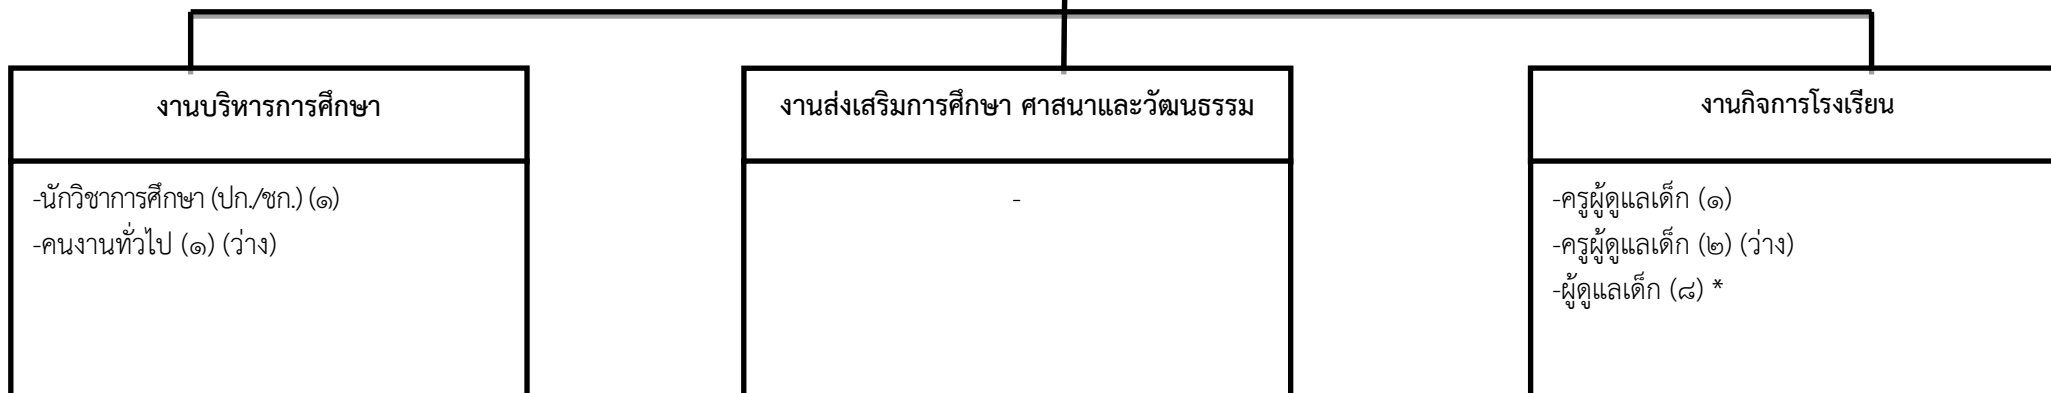 งานบริหารการศึกษา
-นักวิชาการศึกษา (ปก./ชก.) (๑)
-คนงานทั่วไป (๑) (ว่าง)
งานส่งเสริมการศึกษา ศาสนาและวัฒนธรรม
-
งานกิจการโรงเรียน
-ครูผู้ดูแลเด็ก (๑)
-ครูผู้ดูแลเด็ก (๒) (ว่าง)
-ผู้ดูแลเด็ก (๘) *